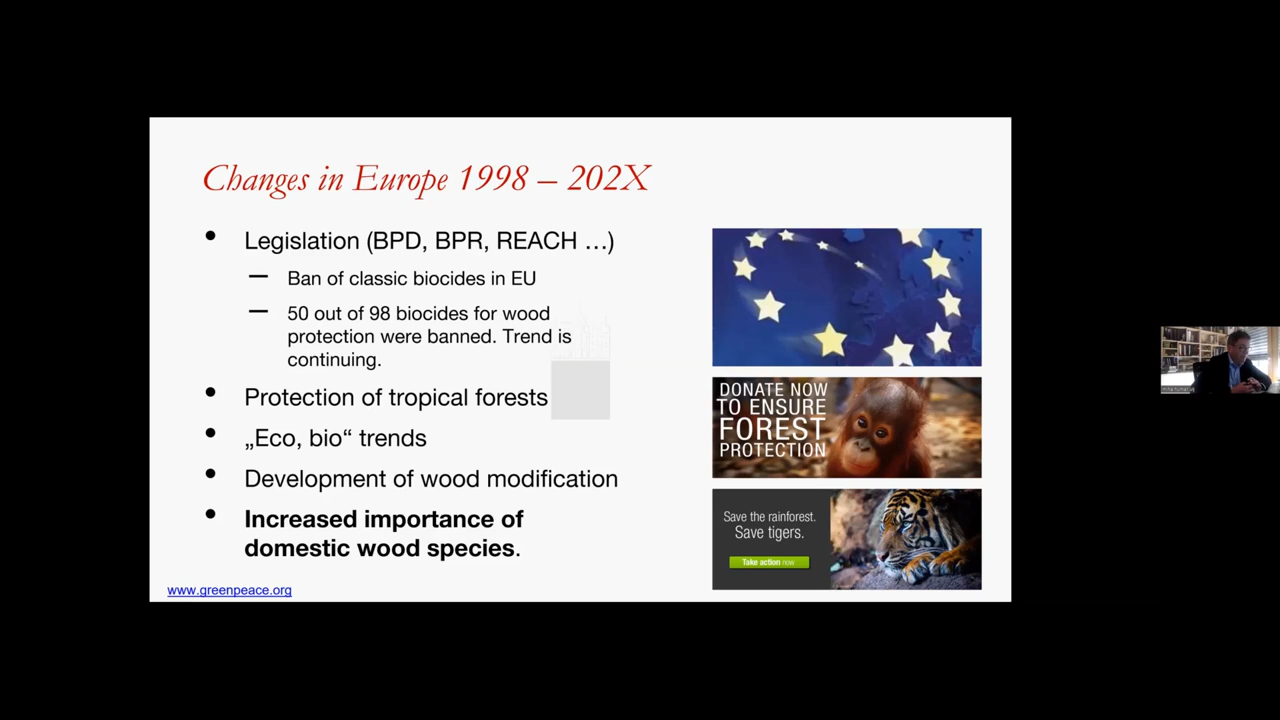 Changes in Europe 1998 – 202X
• Legislation (BPD, BPR, REACH …)
– Ban of classic biocides in EU
– 50 out of 98 biocides for wood
protection were banned. Trend is
continuing.
• Protection of tropical forests
• „Eco, bio“ trends
• Development of wood modification
• Increased importance of
domestic wood species.
www.greenpeace.org
DONATE NOW
TO ENSURE
FOREST
PROTECTION
Save the rainforest.
Save tigers.
Take action now